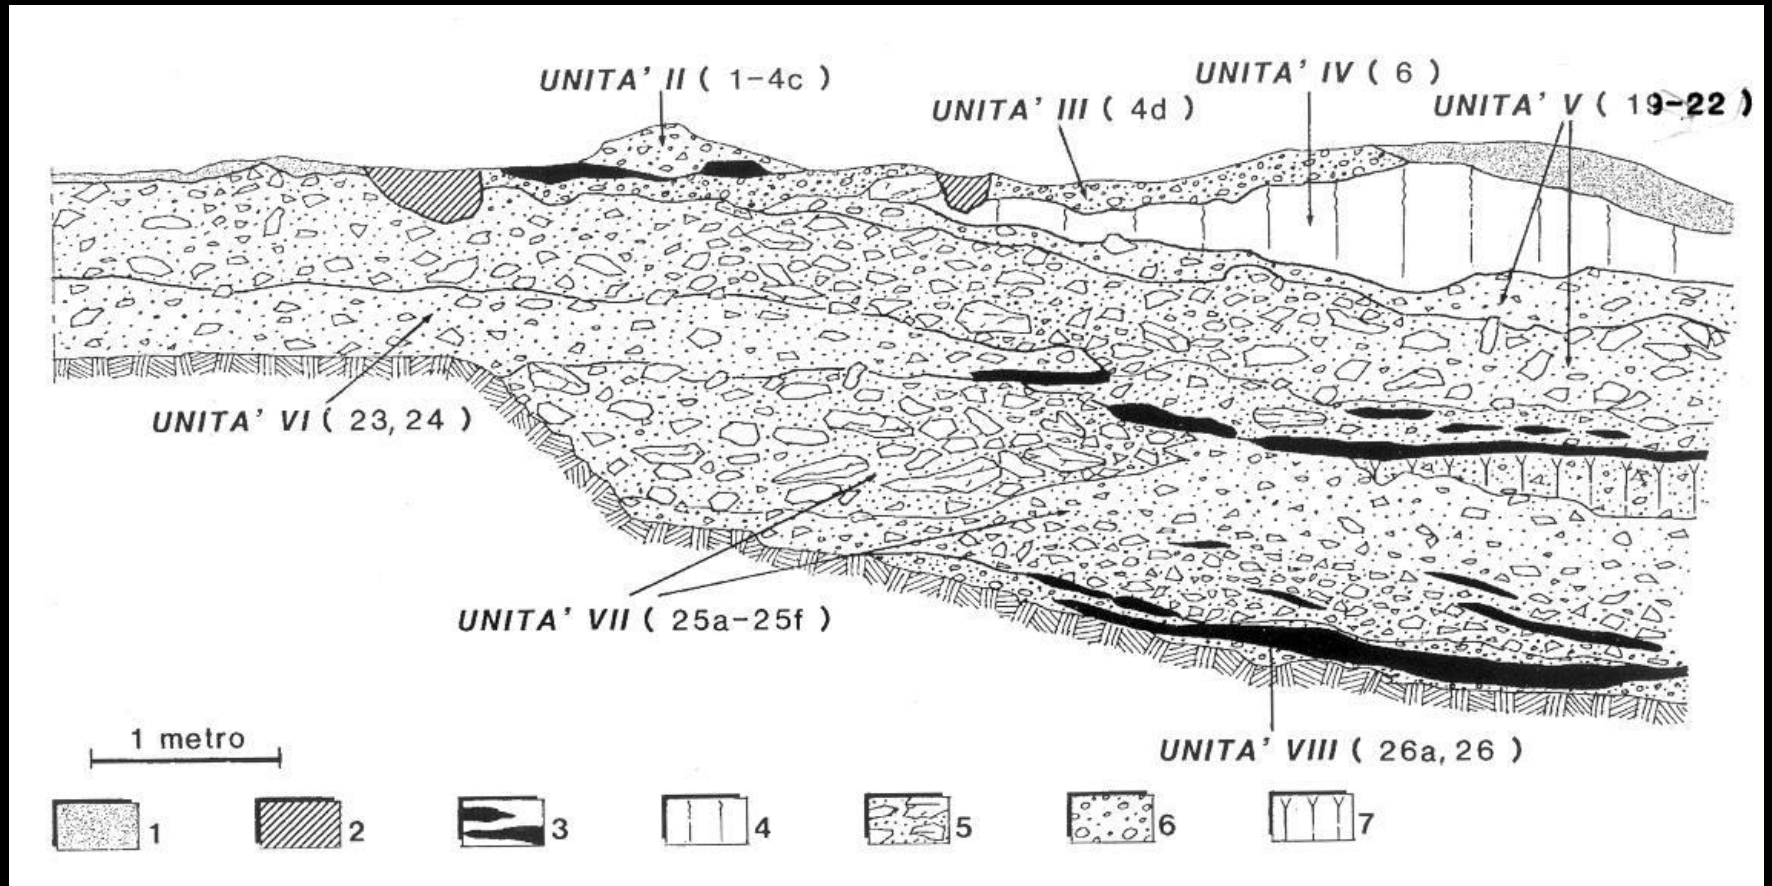 UNITA' II ( 1-4c )
UNITA' III ( 4d )
UNITA' IV ( 6 )
UNITA' V ( 19-22 )
UNITA' VI ( 23, 24 )
UNITA' VII ( 25a-25f )
UNITA' VIII ( 26a, 26 )
1 metro
1 2 3 4 5 6 7